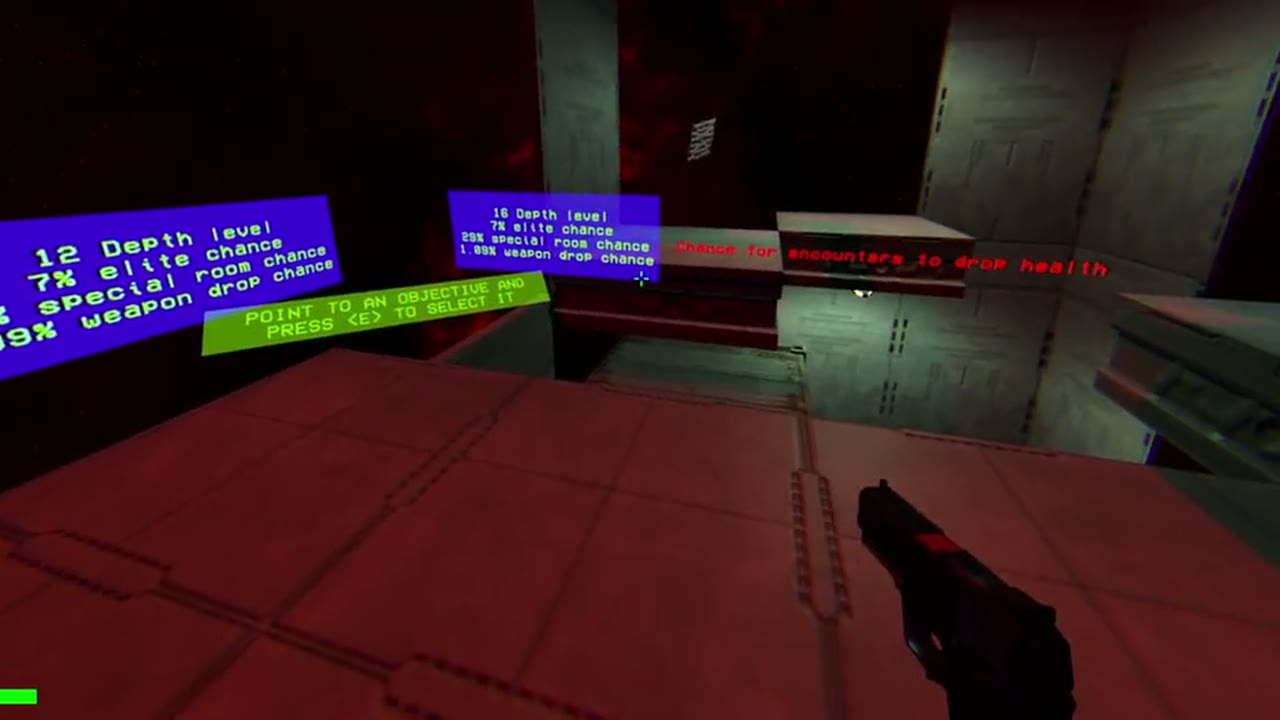 12 Depth level
7% elite chance
% special room chance
9% weapon drop chance
16 Depth level
7% elite chance
29% special room chance
1.09% weapon drop chance
Chance for encounters to drop health
POINT TO AN OBJECTIVE AND
PRESS <E> TO SELECT IT